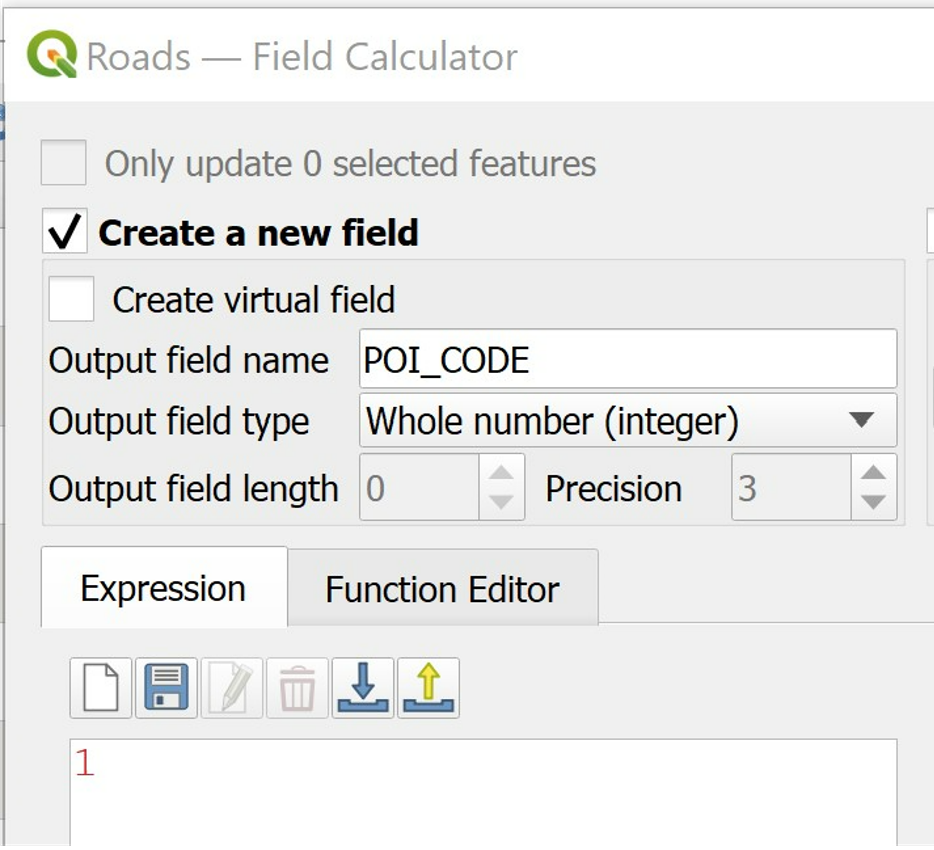 Roads — Field Calculator
Only update 0 selected features
Create a new field
Create virtual field
Output field name POI_CODE
Output field type Whole number (integer)
Output field length 0 Precision 3
Expression Function Editor
1